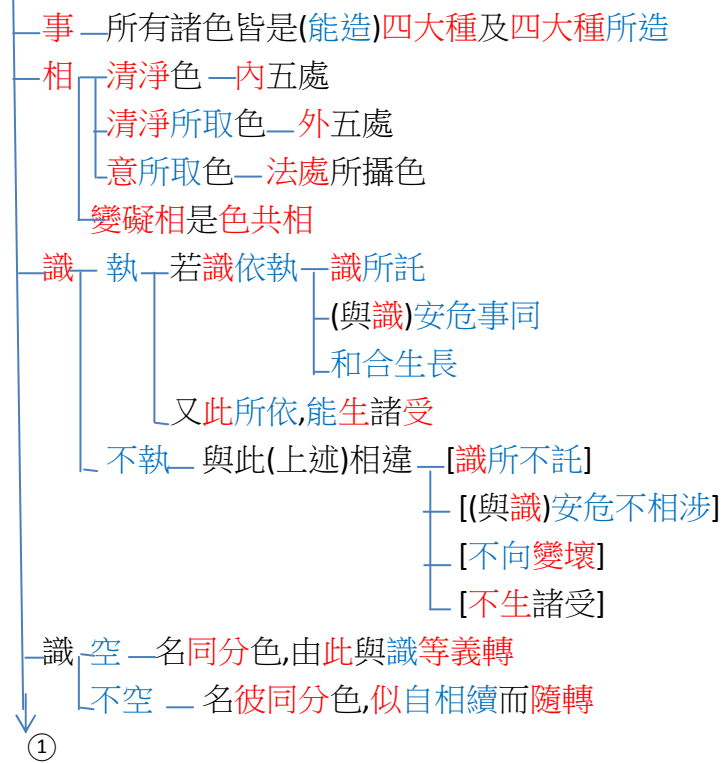 事 所有諸色皆是(能造)四大種及四大種所造
相 清淨色 內五處
清淨所取色 外五處
意所取色 法處所攝色
變礙相是色共相
識 執 若識依執 識所託
(與識)安危事同
和合生長
又此所依,能生諸受
不執 與此(上述)相違 [識所不託]
[(與識)安危不相涉]
[不向變壞]
[不生諸受]
識 空 名同分色,由此與識等義轉
不空 名彼同分色,似自相續而隨轉
①